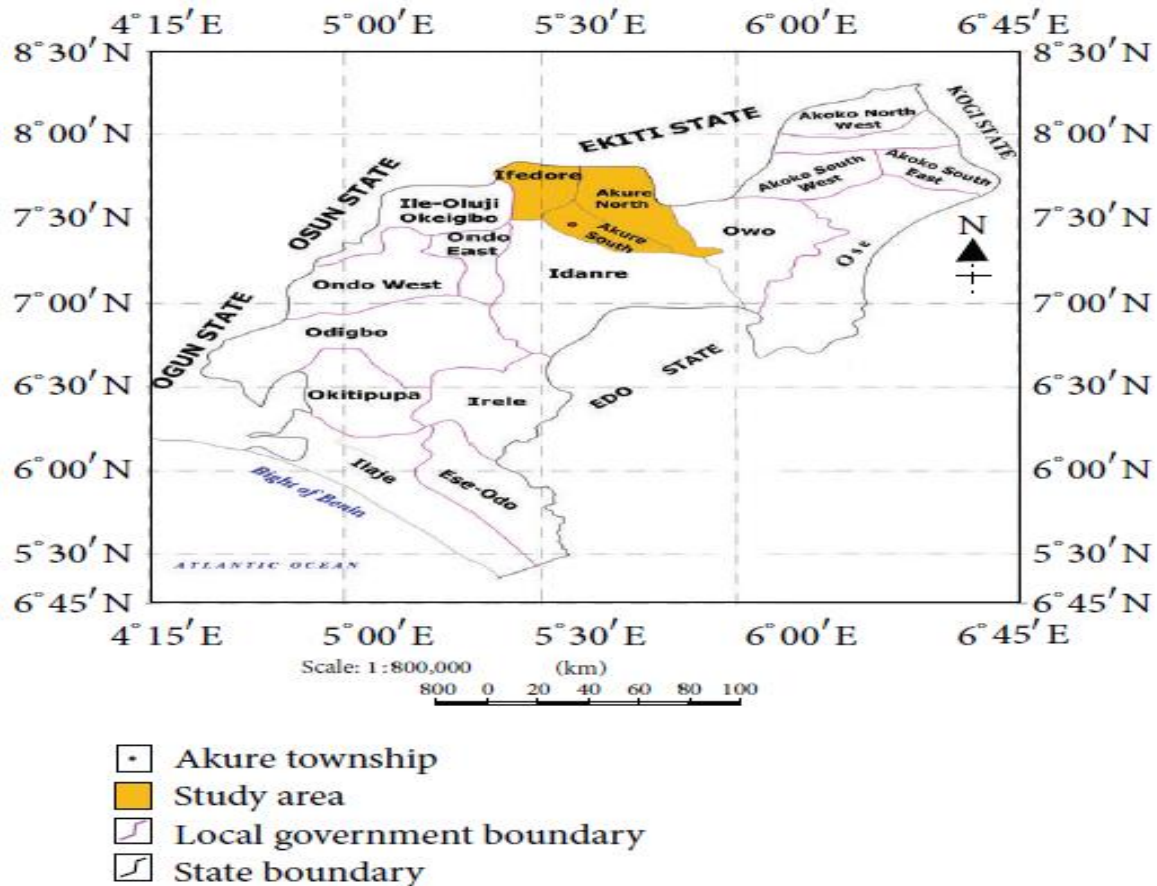 4°15′E 5°00′E 5°30′E 6°00′E 6°45′E
8°30′N 8°30′N
8°00′N 8°00′N
7°30′N 7°30′N
7°00′N 7°00′N
6°30′N 6°30′N
6°00′N 6°00′N
5°30′N 5°30′N
6°45′N 6°45′N
KOGI STATE
EKITI STATE
OSUN STATE
OGUN STATE
EDO STATE
Akoko North
West
Akoko South
West
Akoko South
East
Ifedore
Akure
North
Akure
South
Ile-Oluji
Okeigbo
Ondo
East
Owo
Ose
N
Idanre
Ondo West
Odigbo
Okitipupa
Irele
Ilaje
Ese-Odo
Bight of Benin
ATLANTIC OCEAN
4°15′E 5°00′E 5°30′E 6°00′E 6°45′E
Scale: 1:800,000 (km)
800 0 20 40 60 80 100
Akure township
Study area
Local government boundary
State boundary